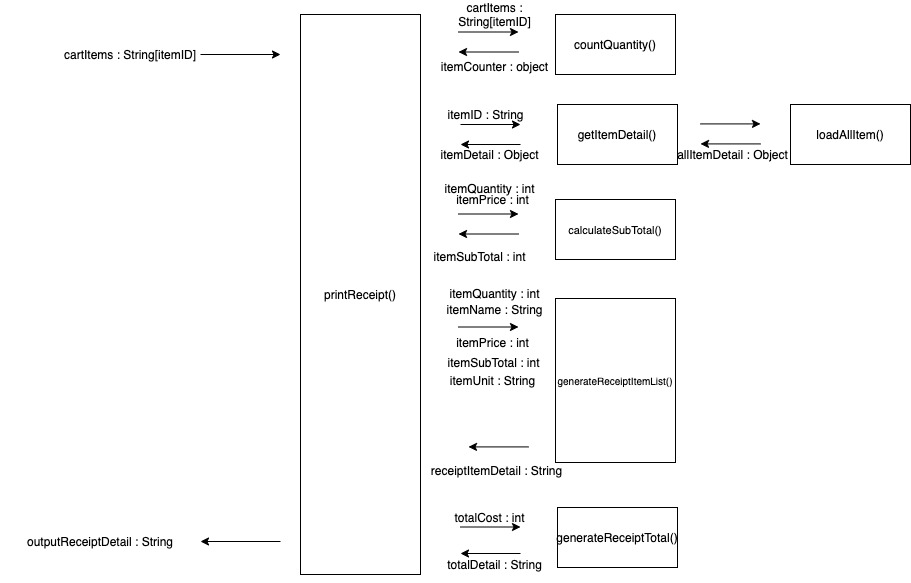 cartItems :
String[itemID]
cartItems : String[itemID]
countQuantity()
itemCounter : object
itemID : String
getItemDetail()
loadAllItem()
itemDetail : Object
allItemDetail : Object
itemQuantity : int
itemPrice : int
calculateSubTotal()
itemSubTotal : int
printReceipt()
itemQuantity : int
itemName : String
itemPrice : int
itemSubTotal : int
itemUnit : String
generateReceiptItemList()
receiptItemDetail : String
totalCost : int
generateReceiptTotal()
outputReceiptDetail : String
totalDetail : String